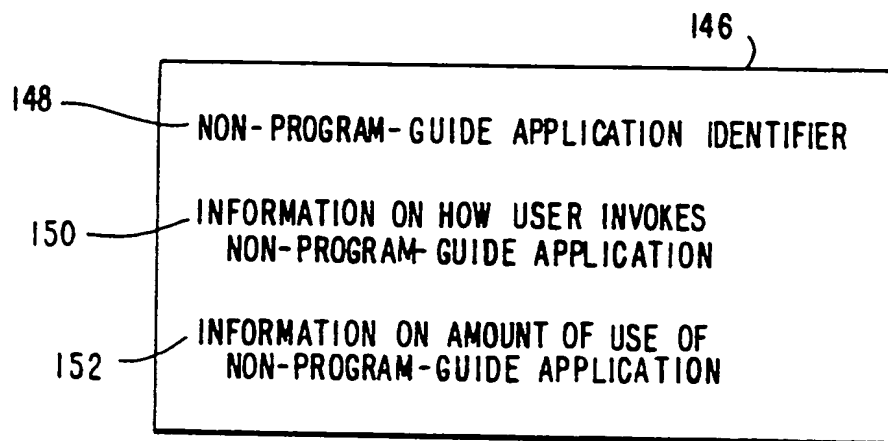 146
148
NON-PROGRAM-GUIDE APPLICATION IDENTIFIER
150
INFORMATION ON HOW USER INVOKES
NON-PROGRAM-GUIDE APPLICATION
152
INFORMATION ON AMOUNT OF USE OF
NON-PROGRAM-GUIDE APPLICATION